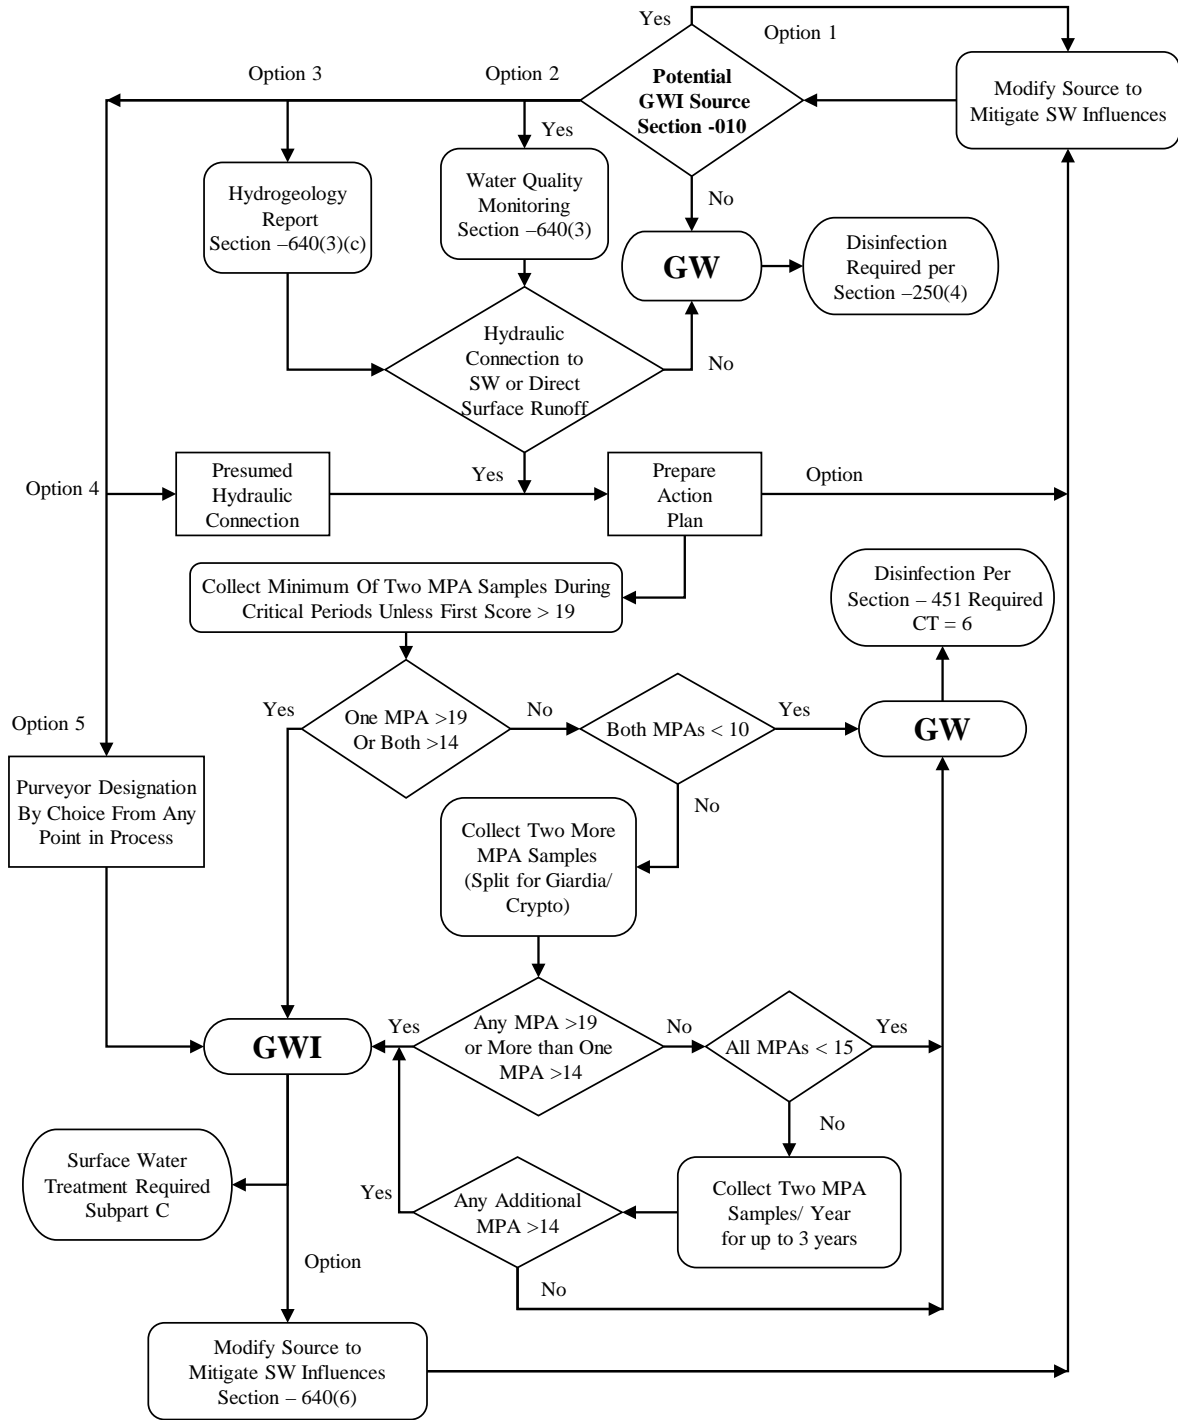 Yes
Option 1
Option 3
Option 2
Potential
GWI Source
Section -010
Modify Source to
Mitigate SW Influences
Yes
Hydrogeology
Report
Section –640(3)(c)
Water Quality
Monitoring
Section –640(3)
No
GW
Disinfection
Required per
Section –250(4)
Hydraulic
Connection to
SW or Direct
Surface Runoff
No
Option 4
Presumed
Hydraulic
Connection
Yes
Prepare
Action
Plan
Option
Collect Minimum Of Two MPA Samples During
Critical Periods Unless First Score > 19
Disinfection Per
Section – 451 Required
CT = 6
Option 5
Yes
One MPA >19
Or Both >14
No
Both MPAs < 10
Yes
GW
Purveyor Designation
By Choice From Any
Point in Process
No
Collect Two More
MPA Samples
(Split for Giardia/
Crypto)
GWI
Yes
Any MPA >19
or More than One
MPA >14
No
All MPAs < 15
Yes
No
Surface Water
Treatment Required
Subpart C
Yes
Any Additional
MPA >14
Collect Two MPA
Samples/ Year
for up to 3 years
Option
No
Modify Source to
Mitigate SW Influences
Section – 640(6)